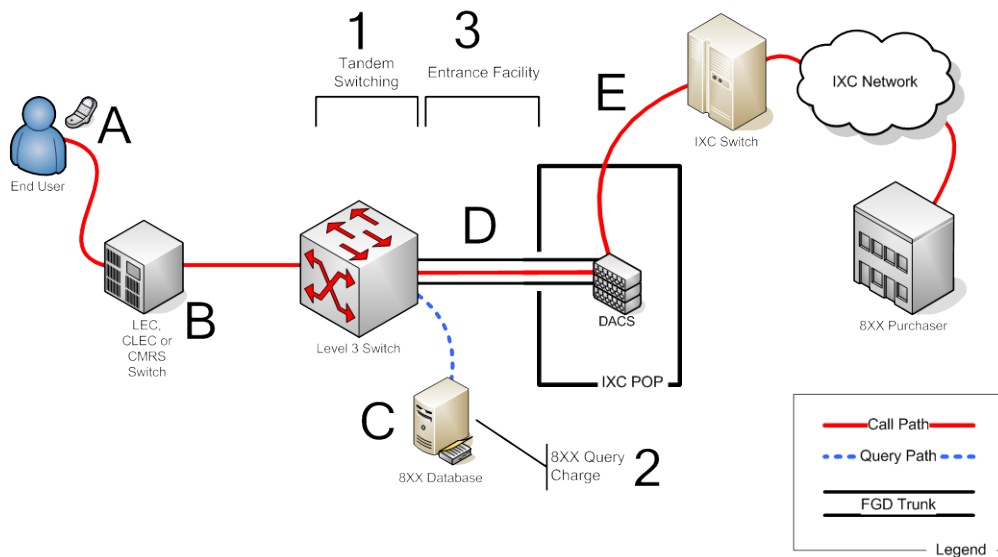 1
Tandem
Switching
3
Entrance Facility
A
End User
E
IXC Switch
IXC Network
B
LEC,
CLEC or
CMRS
Switch
Level 3 Switch
D
DACS
IXC POP
8XX Purchaser
C
8XX Database
8XX Query
Charge
2
Call Path
Query Path
FGD Trunk
Legend